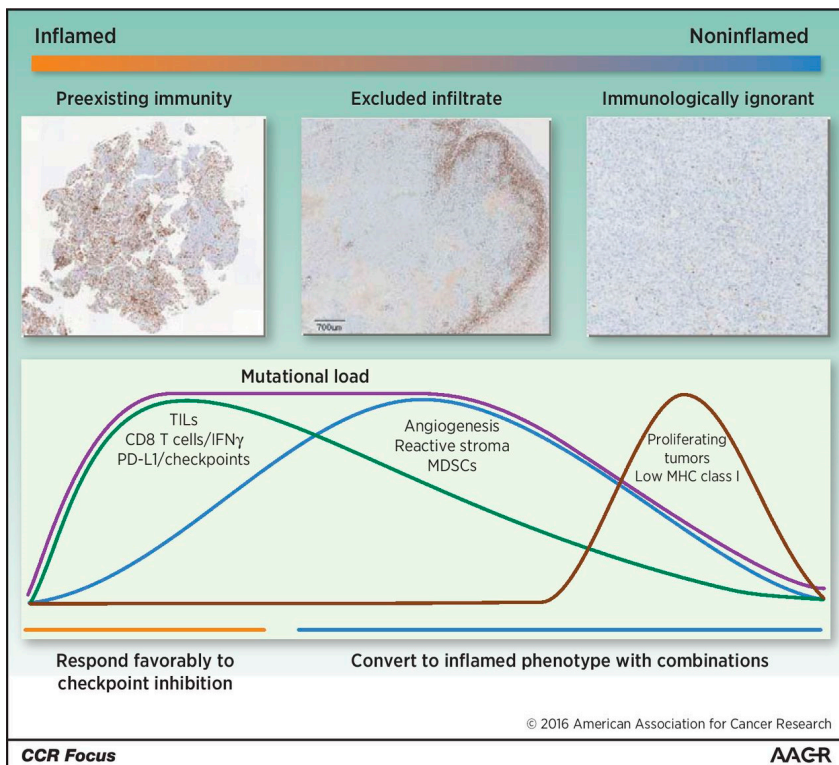 Inflamed
Noninflamed
Preexisting immunity
Excluded infiltrate
Immunologically ignorant
700um
Mutational load
TILs
CD8 T cells/IFNγ
PD-L1/checkpoints
Angiogenesis
Reactive stroma
MDSCs
Proliferating
tumors
Low MHC class I
Respond favorably to
checkpoint inhibition
Convert to inflamed phenotype with combinations
© 2016 American Association for Cancer Research
CCR Focus
AACR